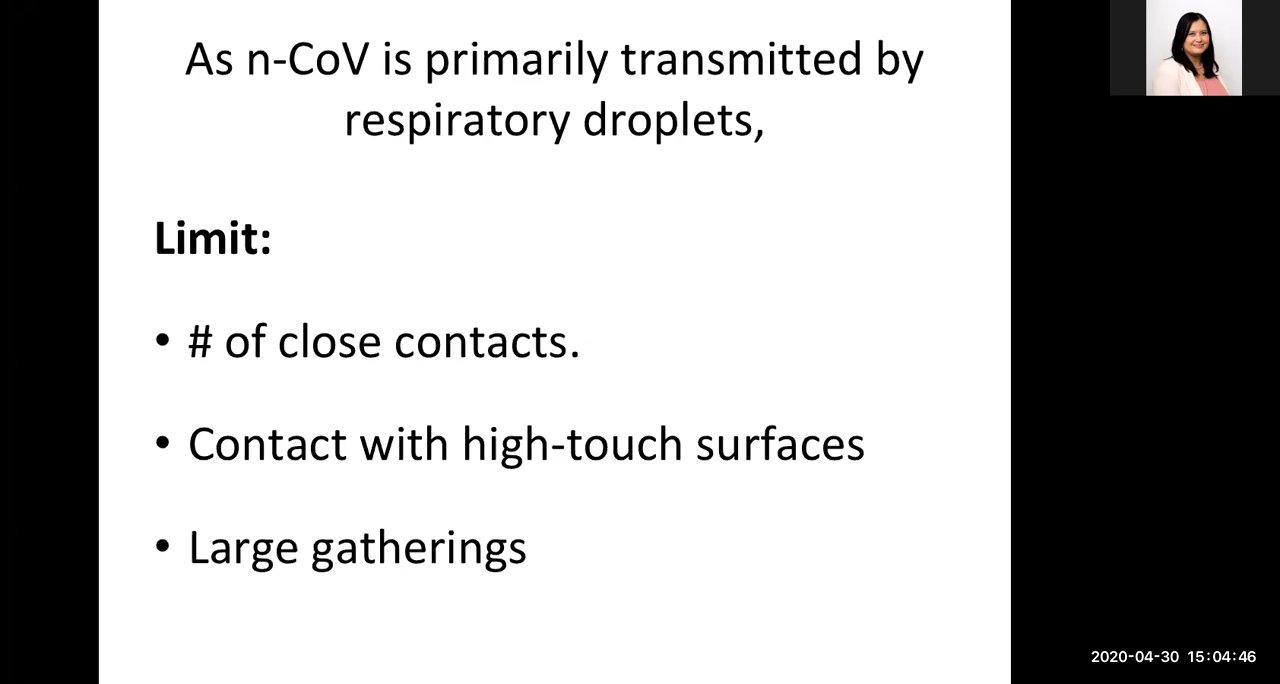 As n-CoV is primarily transmitted by
respiratory droplets,
Limit:
• # of close contacts.
• Contact with high-touch surfaces
• Large gatherings
2020-04-30 15:04:46